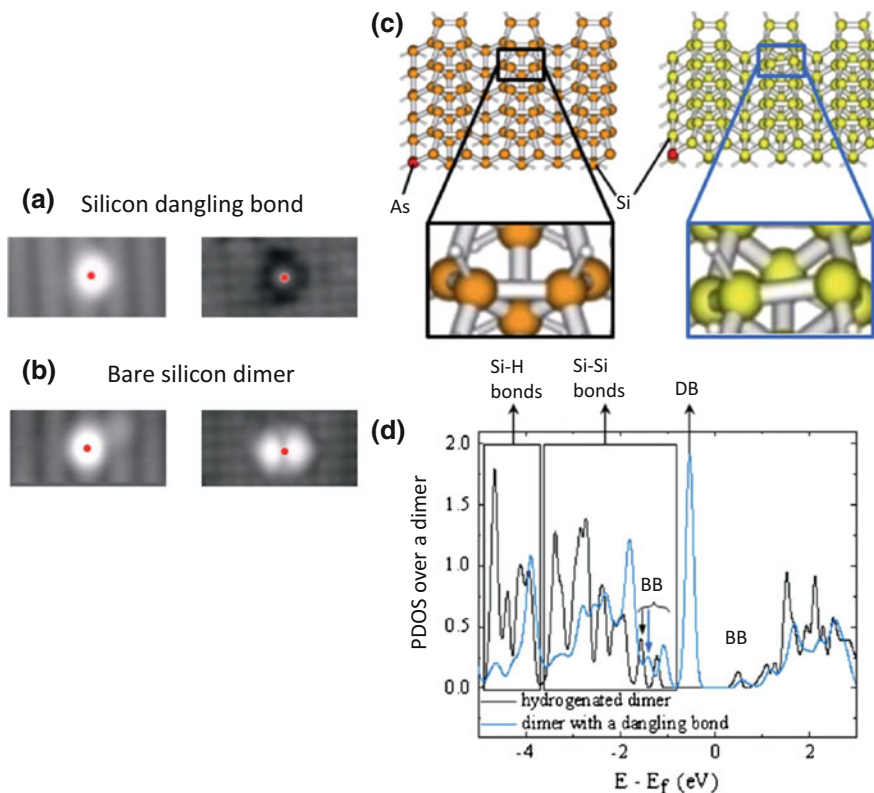 (a) Silicon dangling bond
(b) Bare silicon dimer
(c)
As
Si
Si-H
bonds
Si-Si
bonds
DB
(d)
PDOS over a dimer
2.0
1.5
1.0
0.5
0.0
BB
BB
hydrogenated dimer
dimer with a dangling bond
-4
-2
0
2
E - Ef (eV)